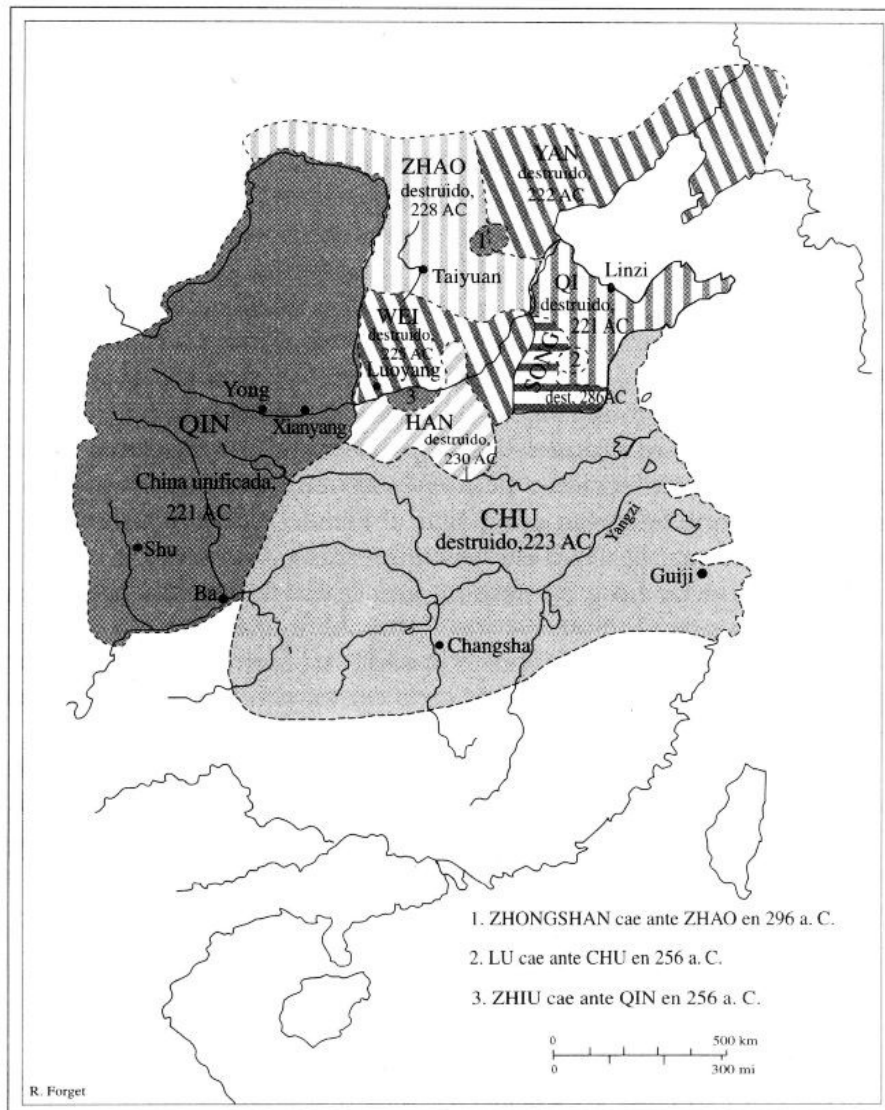 ZHAO
destruido,
228 AC
YAN
destruido,
222 AC
1
Taiyuan
Linzi
QI
destruido,
221 AC
WEI
destruido,
225 AC
Luoyang
SONG
2
dest, 286AC
3
Yong
Xianyang
HAN
destruido,
230 AC
QIN
China unificada,
221 AC
CHU
destruido,223 AC
Yangzi
Shu
Guiji
Ba
Changsha
1. ZHONGSHAN cae ante ZHAO en 296 a. C.
2. LU cae ante CHU en 256 a. C.
3. ZHIU cae ante QIN en 256 a. C.
0 500 km
0 300 mi
R. Forget